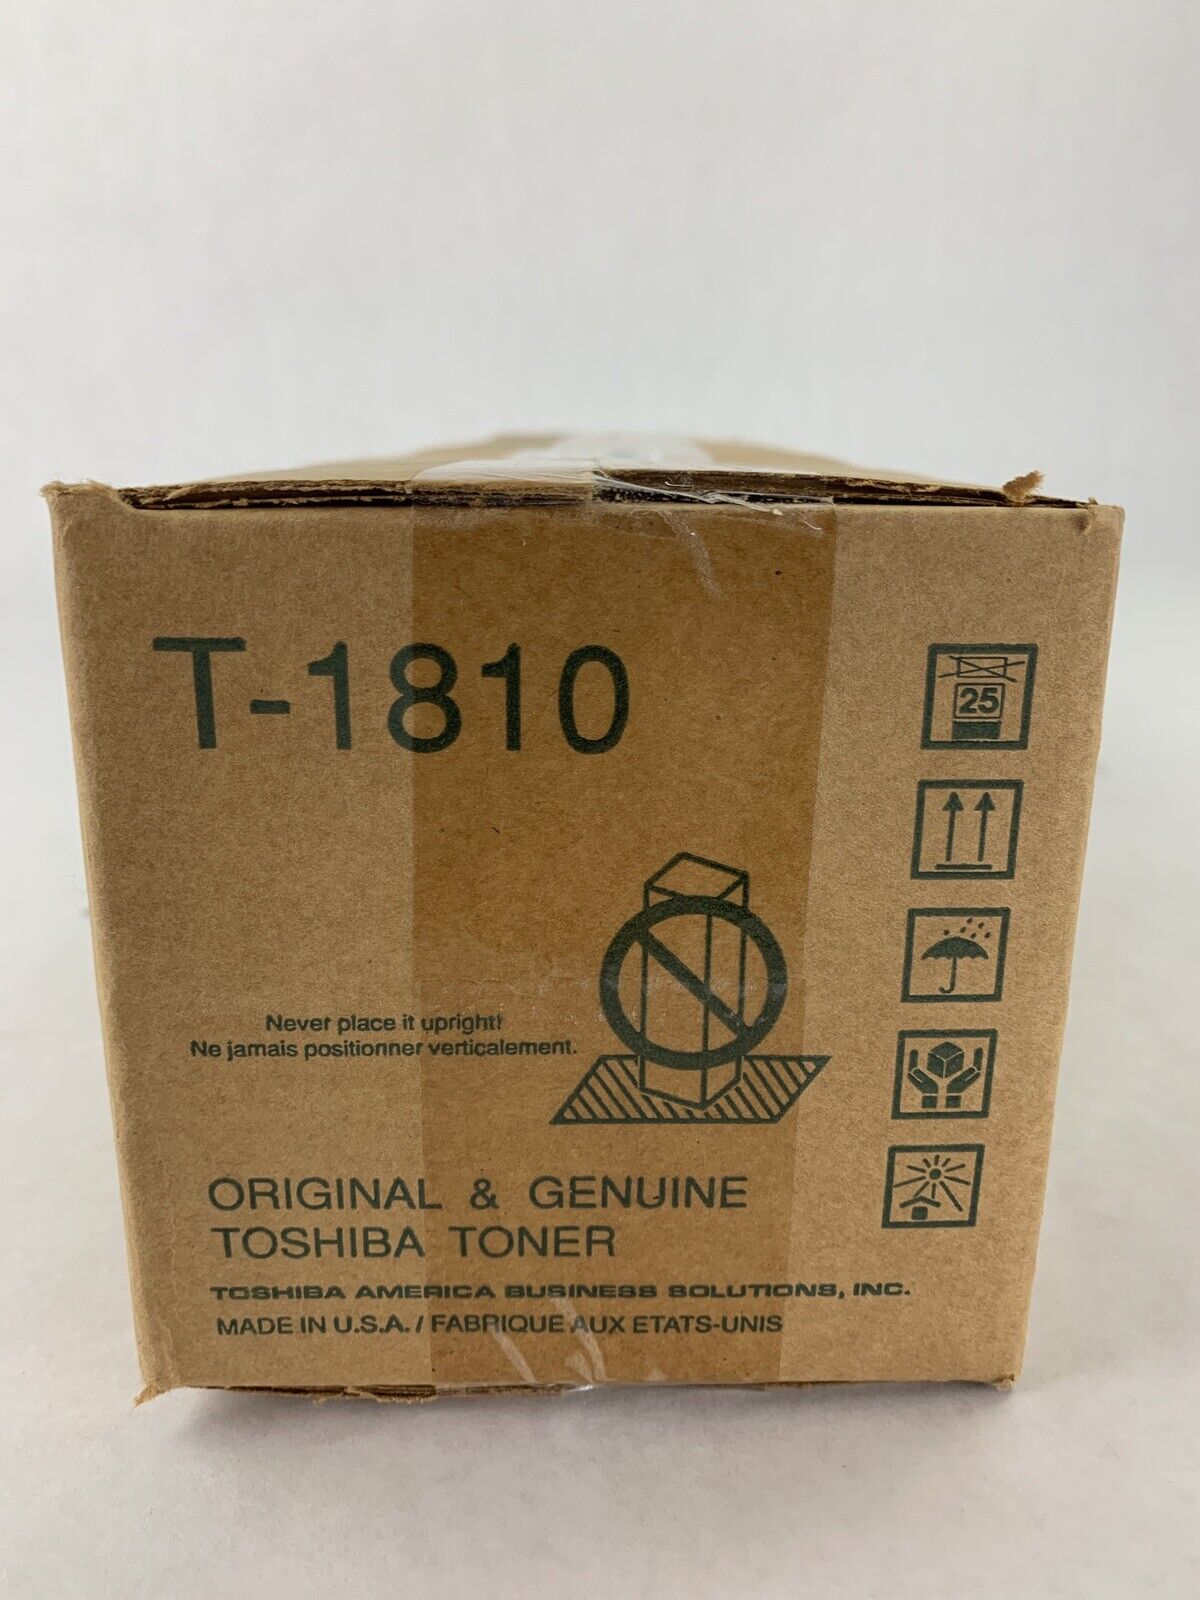 T-1810
25
Never place it upright!
Ne jamais positionner verticalement.
ORIGINAL & GENUINE
TOSHIBA TONER
TOSHIBA AMERICA BUSINESS SOLUTIONS, INC.
MADE IN U.S.A. / FABRIQUE AUX ETATS-UNIS